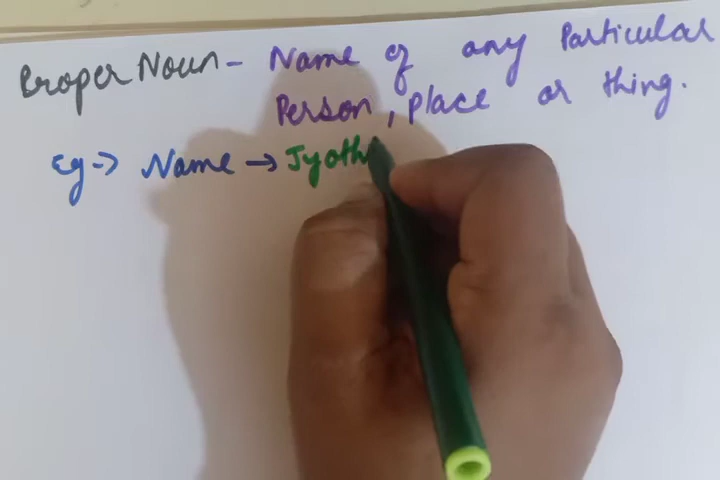 Proper Noun - Name of any Particular
Person, Place or thing.
Eg -> Name -> Jyoth